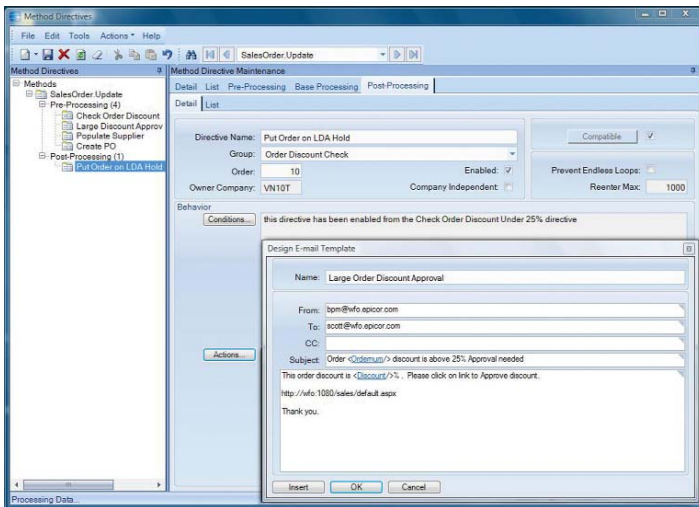 Method Directives
File Edit Tools Actions Help
SalesOrder.Update
Method Directives
Methods
SalesOrder.Update
Pre-Processing (4)
Check Order Discount
Large Discount Approv
Populate Supplier
Create PO
Post-Processing (1)
Put Order on LDA Hold
Method Directive Maintenance
Detail List Pre-Processing Base Processing Post-Processing
Detail List
Directive Name: Put Order on LDA Hold
Compatible
Group: Order Discount Check
Order: 10 Enabled: Prevent Endless Loops:
Owner Company: VN10T Company Independent: Reenter Max: 1000
Behavior
Conditions... this directive has been enabled from the Check Order Discount Under 25% directive
Actions...
Design E-mail Template
Name: Large Order Discount Approval
From: bpm@wfo.epicor.com
To: scott@wfo.epicor.com
CC:
Subject: Order <Ordernum/> discount is above 25% Approval needed
This order discount is <Discount/>% . Please click on link to Approve discount.
http://wfo:1080/sales/default.aspx
Thank you.
Insert OK Cancel
Processing Data...